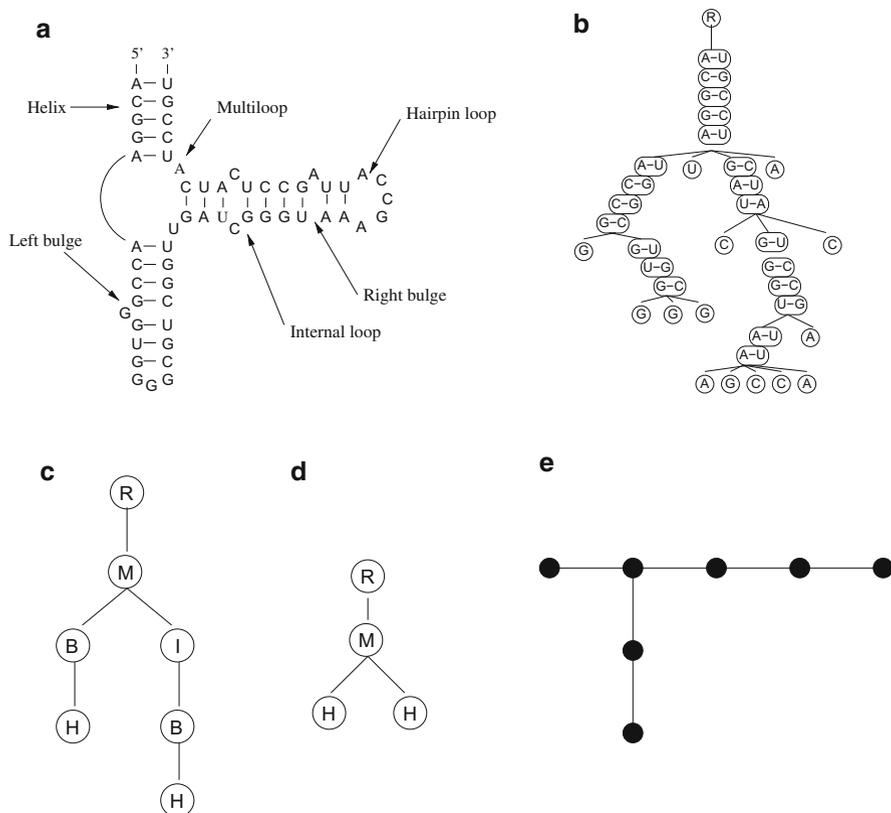 a
5' 3'
A U
Helix
C G
G C
G C
A U
Multiloop
Hairpin loop
A
C U A C U C C G A U U A C
C
G
G A U C G G G U A A A
U
Left bulge
A U
C G
C G
G C
G
G U
U G
G C
G G
G
Right bulge
Internal loop
b
R
A-U
C-G
G-C
G-C
A-U
A-U U G-C A
C-G A-U
C-G U-A
G-C
G G-U C G-U C
U-G G-C
G-C G-C
G G G U-G
A-U A
A-U
A G C C A
c
R
M
B I
H B
H
d
R
M
H H
e